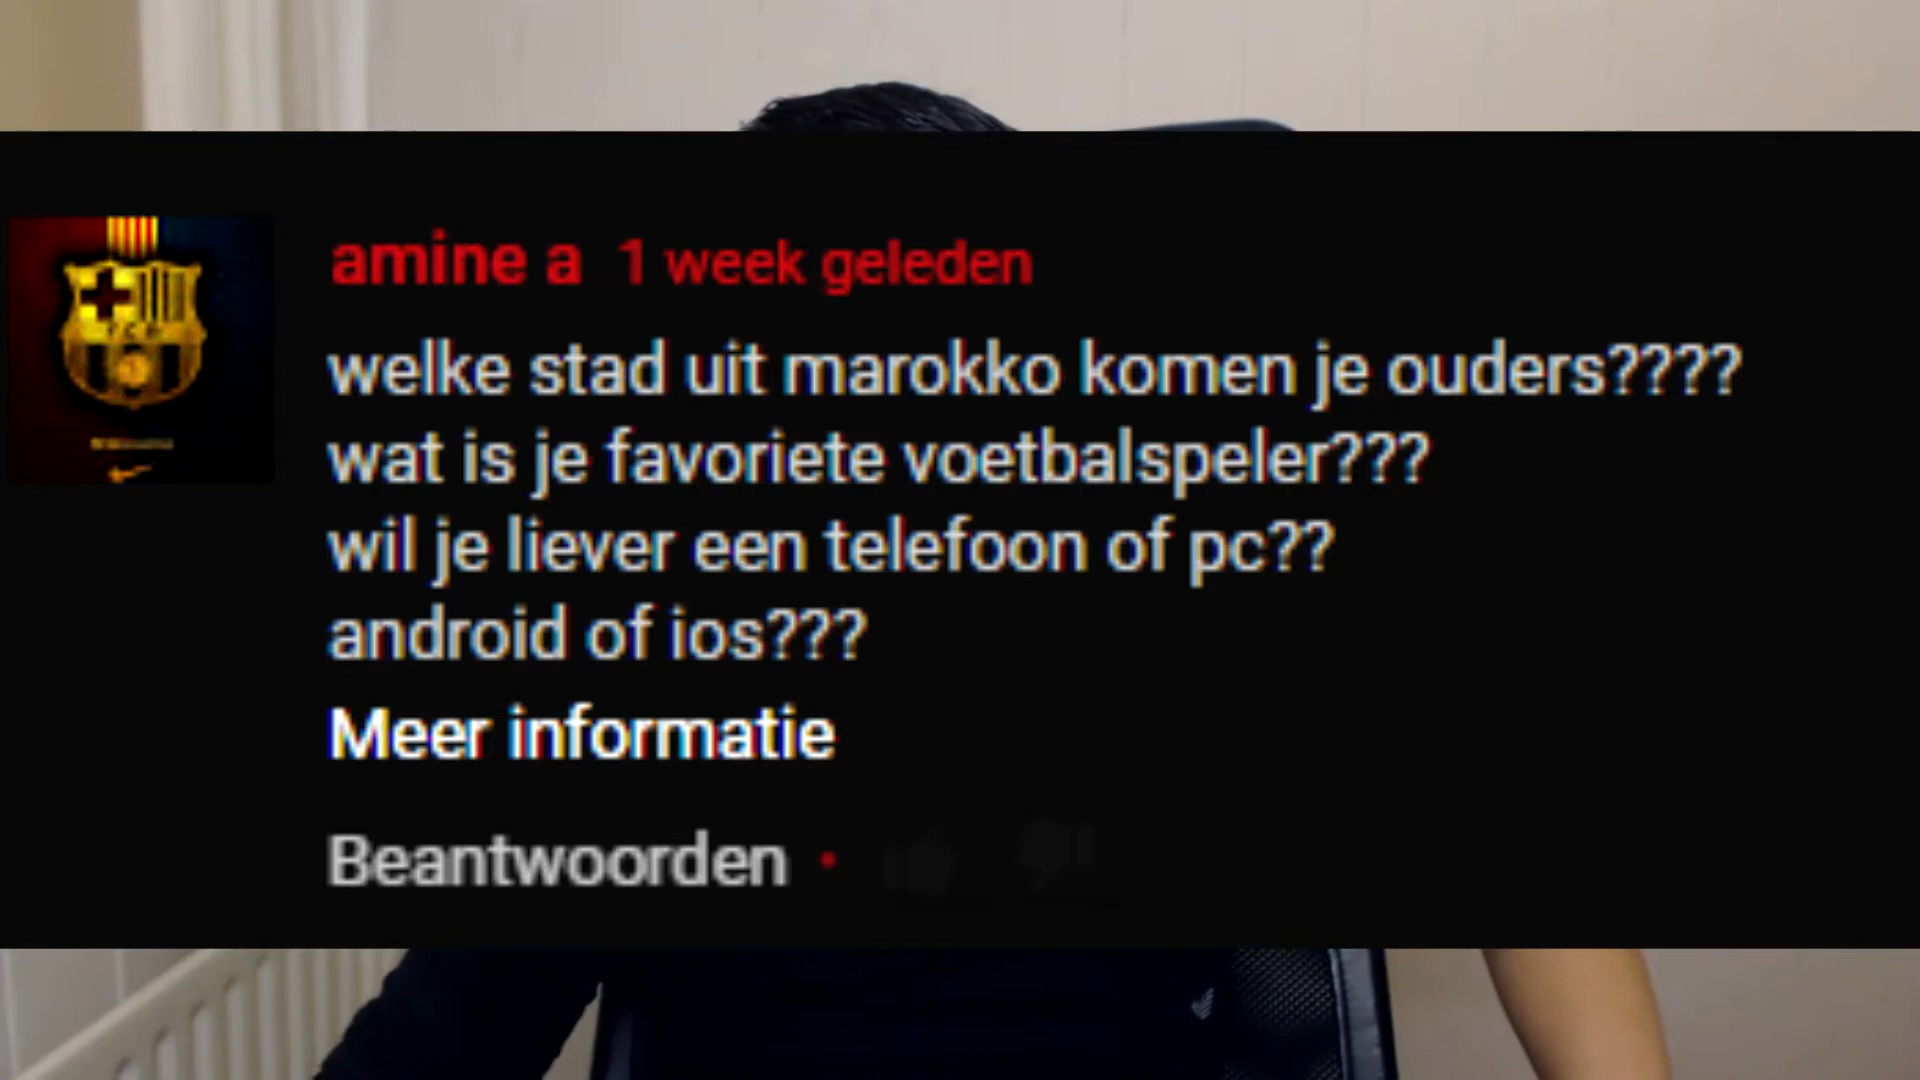 amine a 1 week geleden
welke stad uit marokko komen je ouders????
wat is je favoriete voetbalspeler???
wil je liever een telefoon of pc??
android of ios???
Meer informatie
Beantwoorden